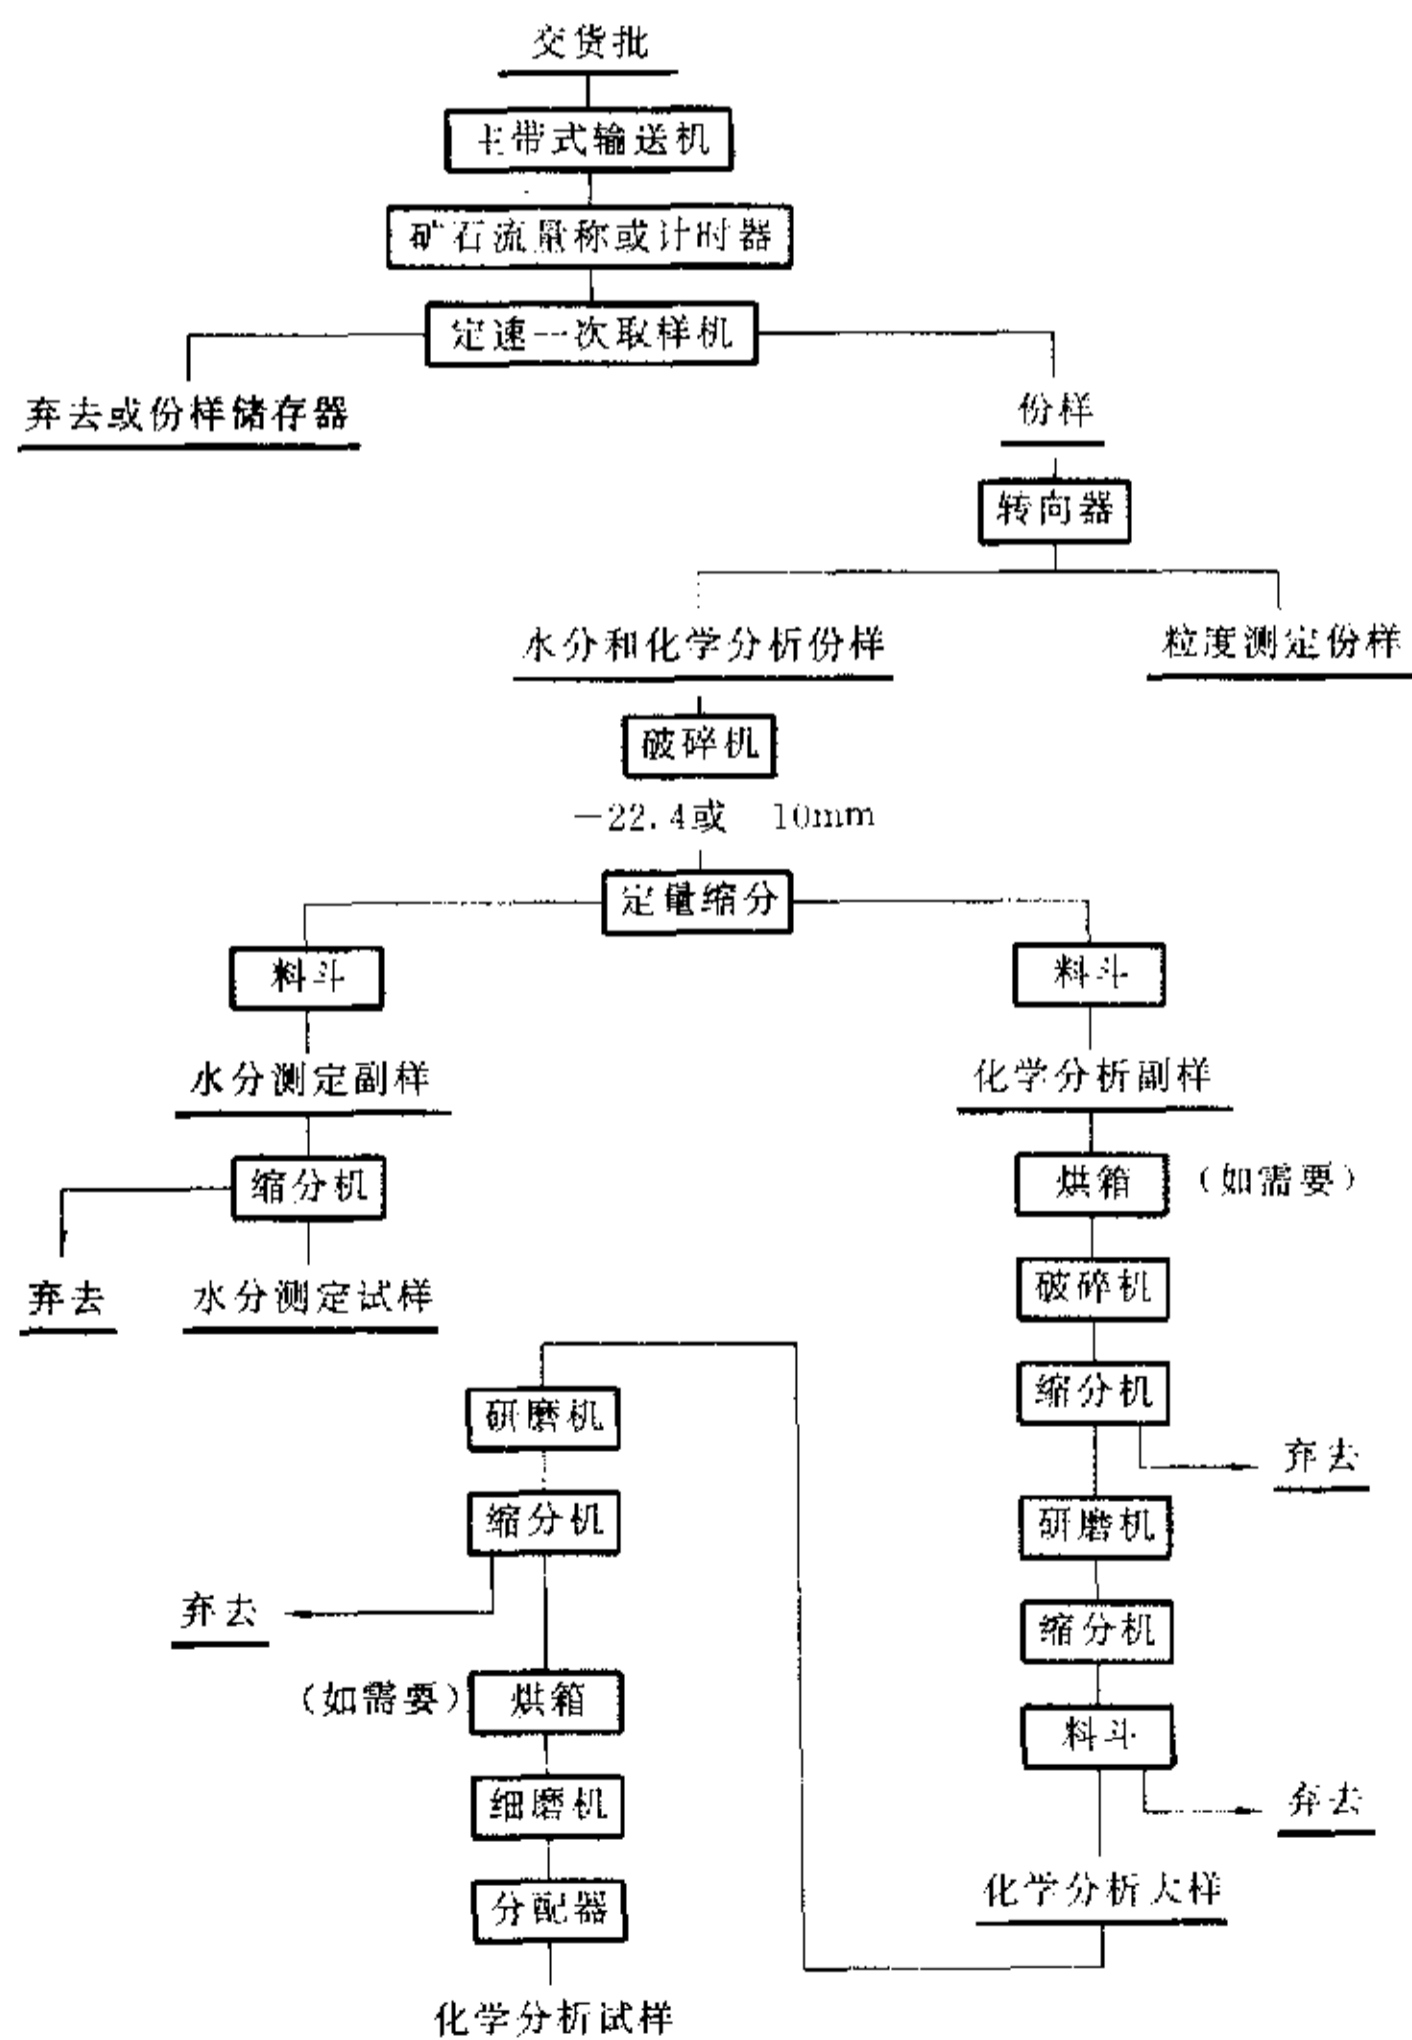 交货批
主带式输送机
矿石流量称或计时器
定速一次取样机
弃去或份样储存器
份样
转向器
水分和化学分析份样
粒度测定份样
破碎机
—22.4或 10mm
定量缩分
料斗
料斗
水分测定副样
化学分析副样
缩分机
烘箱
(如需要)
弃去
水分测定试样
破碎机
缩分机
弃去
研磨机
缩分机
料斗
弃去
化学分析大样
研磨机
缩分机
弃去
(如需要)
烘箱
细磨机
分配器
化学分析试样